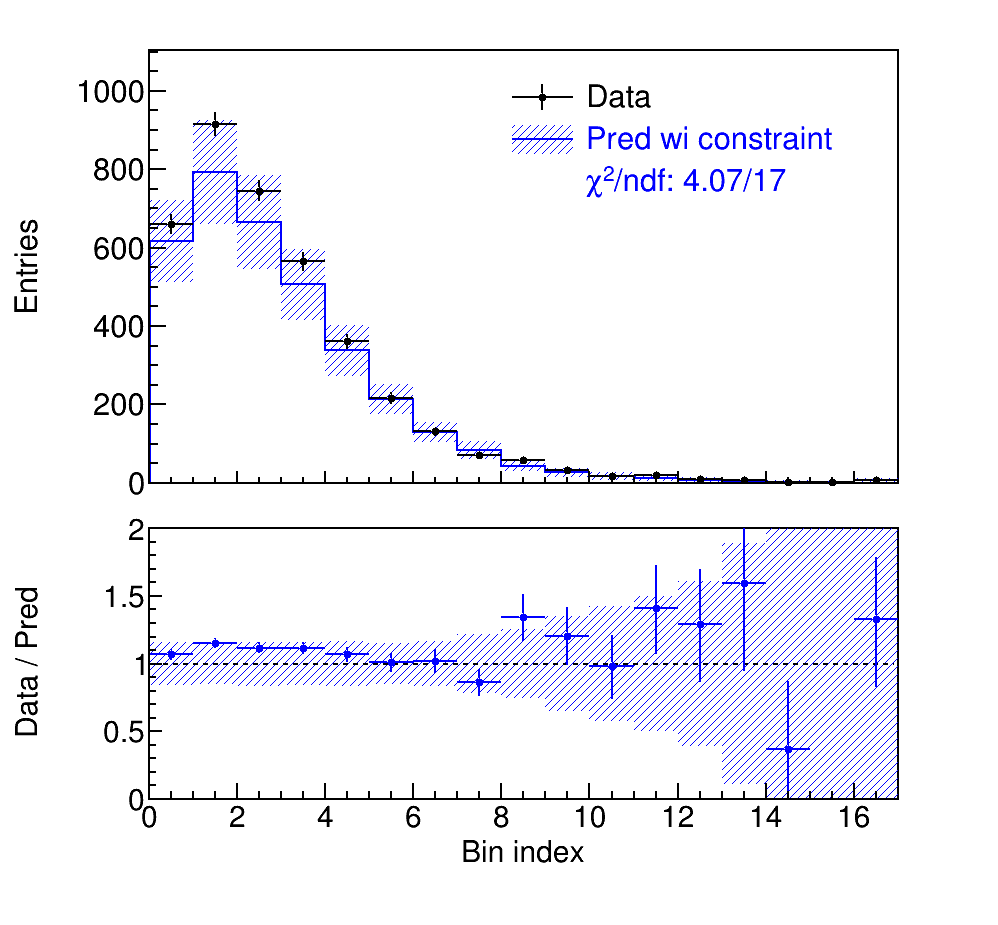 1000
800
600
400
200
0
Entries
Data
Pred wi constraint
χ²/ndf: 4.07/17
2
1.5
1
0.5
0
Data / Pred
0 2 4 6 8 10 12 14 16
Bin index